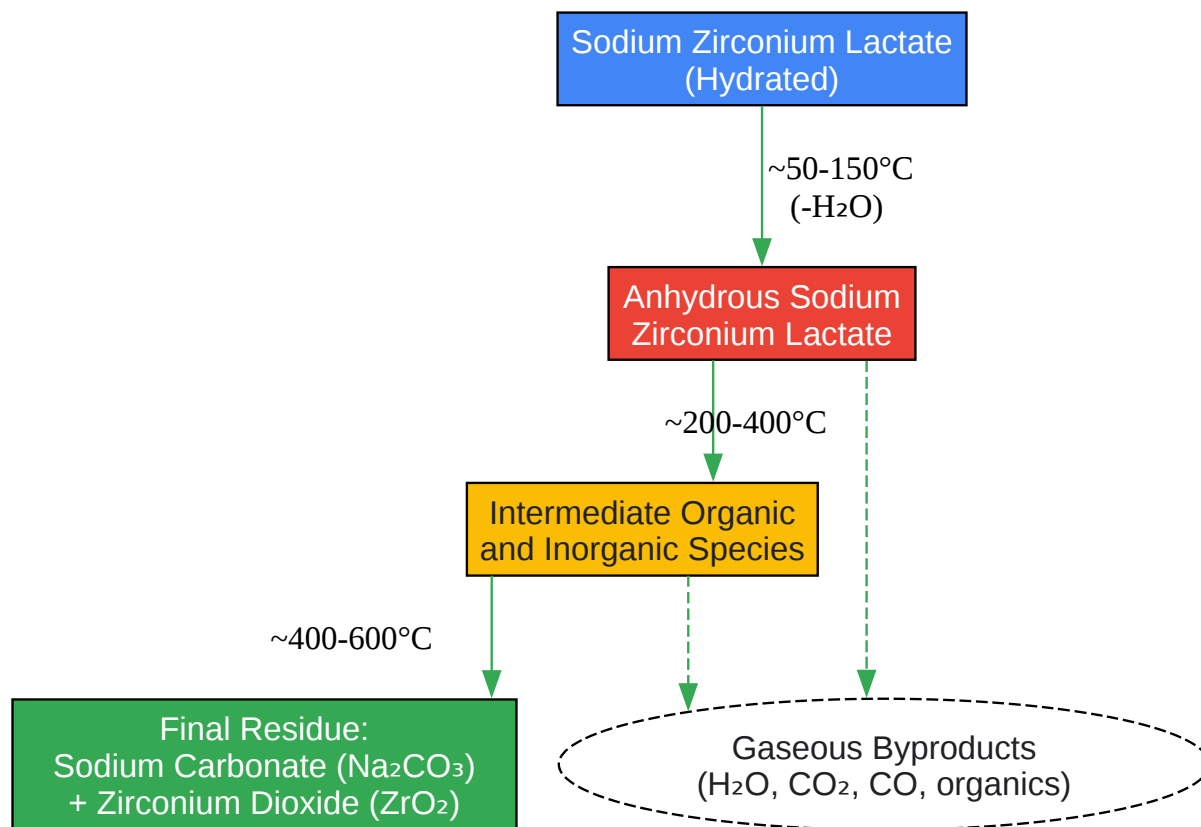 Sodium Zirconium Lactate
(Hydrated)
~50-150°C
(-H₂O)
Anhydrous Sodium
Zirconium Lactate
~200-400°C
Intermediate Organic
and Inorganic Species
~400-600°C
Final Residue:
Sodium Carbonate (Na₂CO₃)
+ Zirconium Dioxide (ZrO₂)
Gaseous Byproducts
(H₂O, CO₂, CO, organics)